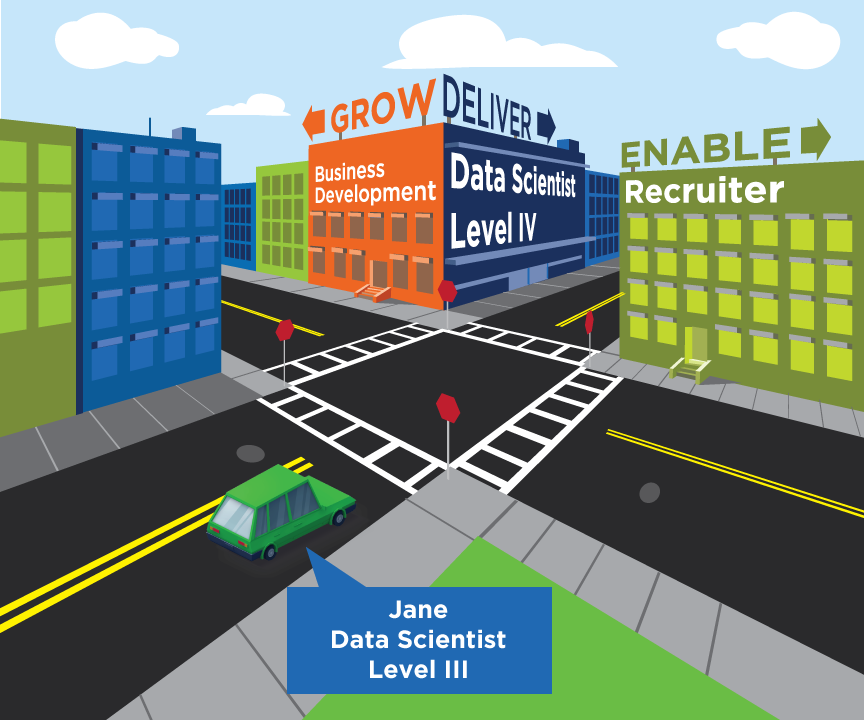 GROW
DELIVER
ENABLE
Business
Development
Data Scientist
Level IV
Recruiter
Jane
Data Scientist
Level III